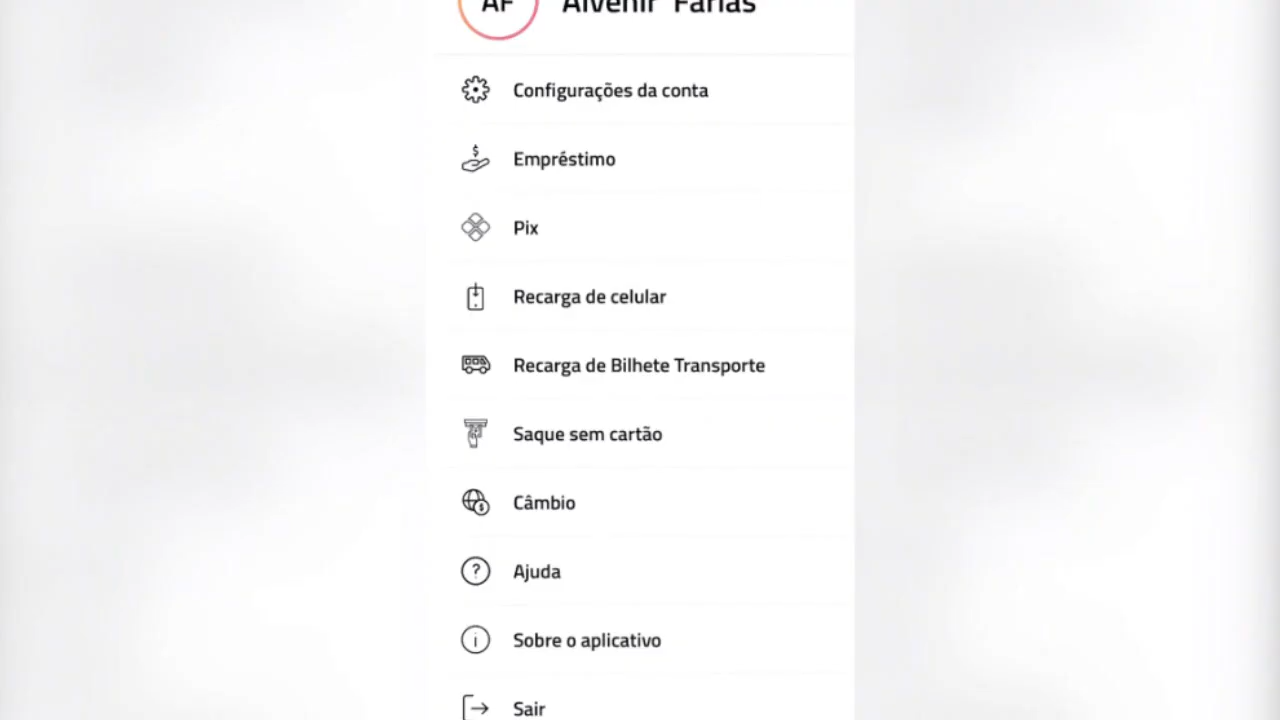 AF
Alvenir Farias
Configurações da conta
Empréstimo
Pix
Recarga de celular
Recarga de Bilhete Transporte
Saque sem cartão
Câmbio
Ajuda
Sobre o aplicativo
Sair